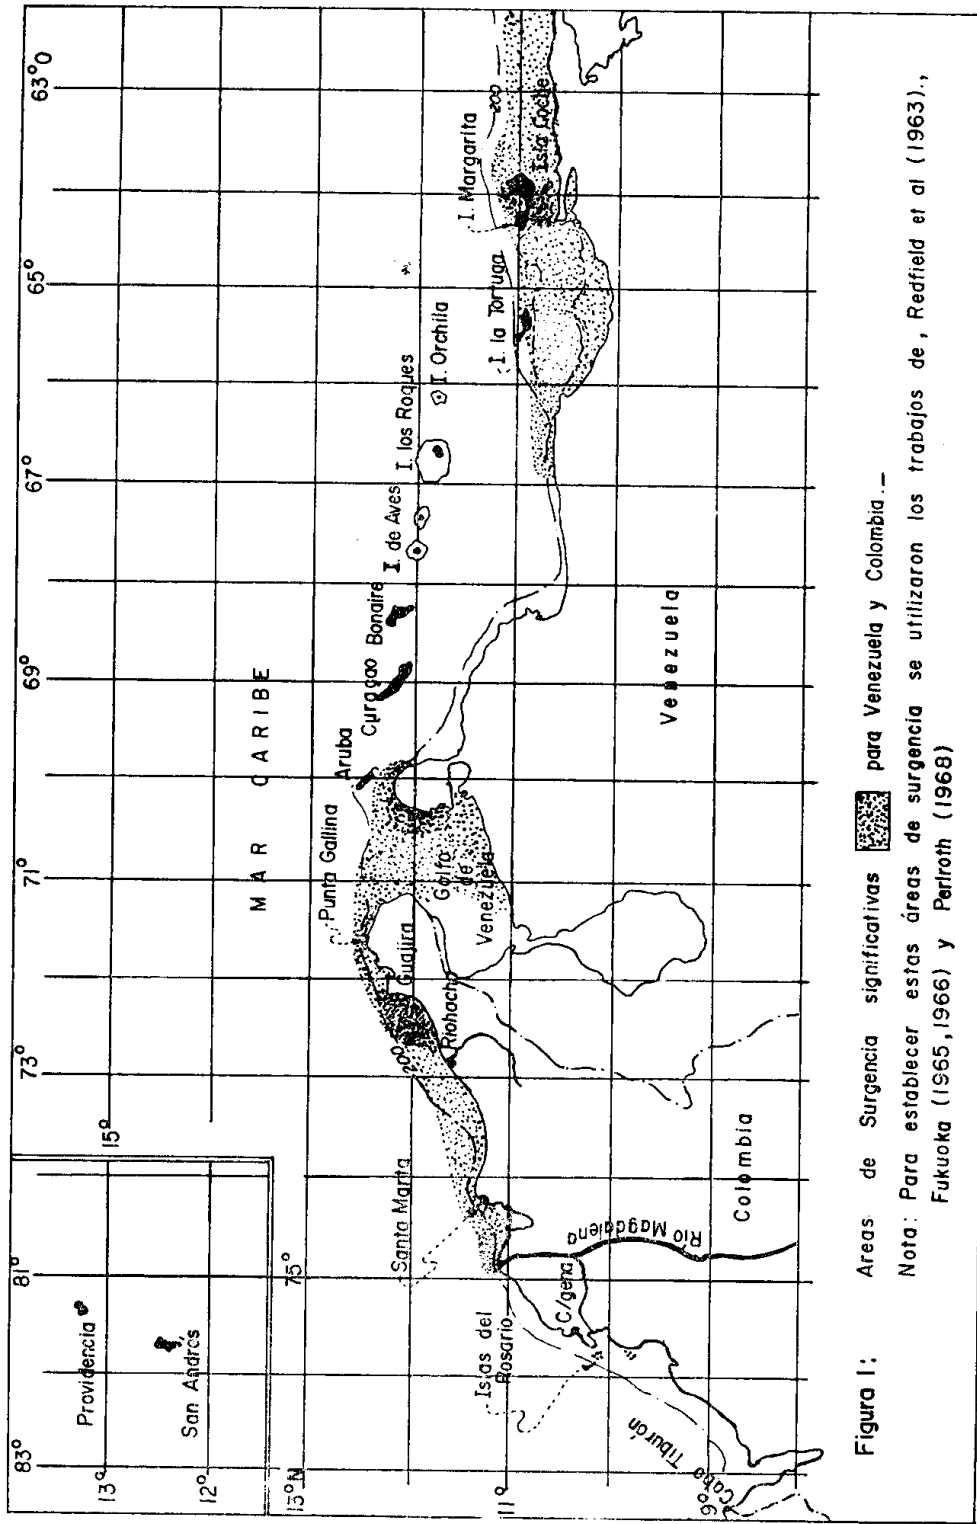 83°
81°
75°
73°
71°
69°
67°
65°
63°O
15°
13°
12°
13°N
11°
9°
Providencia
San Andrés
MAR CARIBE
Punta Gallina
Aruba
Curaçao
Bonaire
I. de Aves
I. los Roques
I. Orchila
I. la Tortuga
I. Margarita
Isla Coche
200
200
Santa Marta
Guajira
Riohacha
Golfo
de
Venezuela
Islas del
Rosario
C/gena
Rio Magdalena
Cabo Tiburón
Colombia
Venezuela
Figura 1: Areas de Surgencia significativas para Venezuela y Colombia.—
Nota: Para establecer estas áreas de surgencia se utilizaron los trabajos de, Redfield et al (1963).,
Fukuoka (1965,1966) y Perlroth (1968)